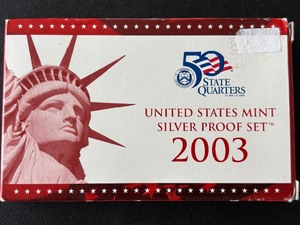 50
STATE
QUARTERS
UNITED STATES MINT
SILVER PROOF SET™
2003